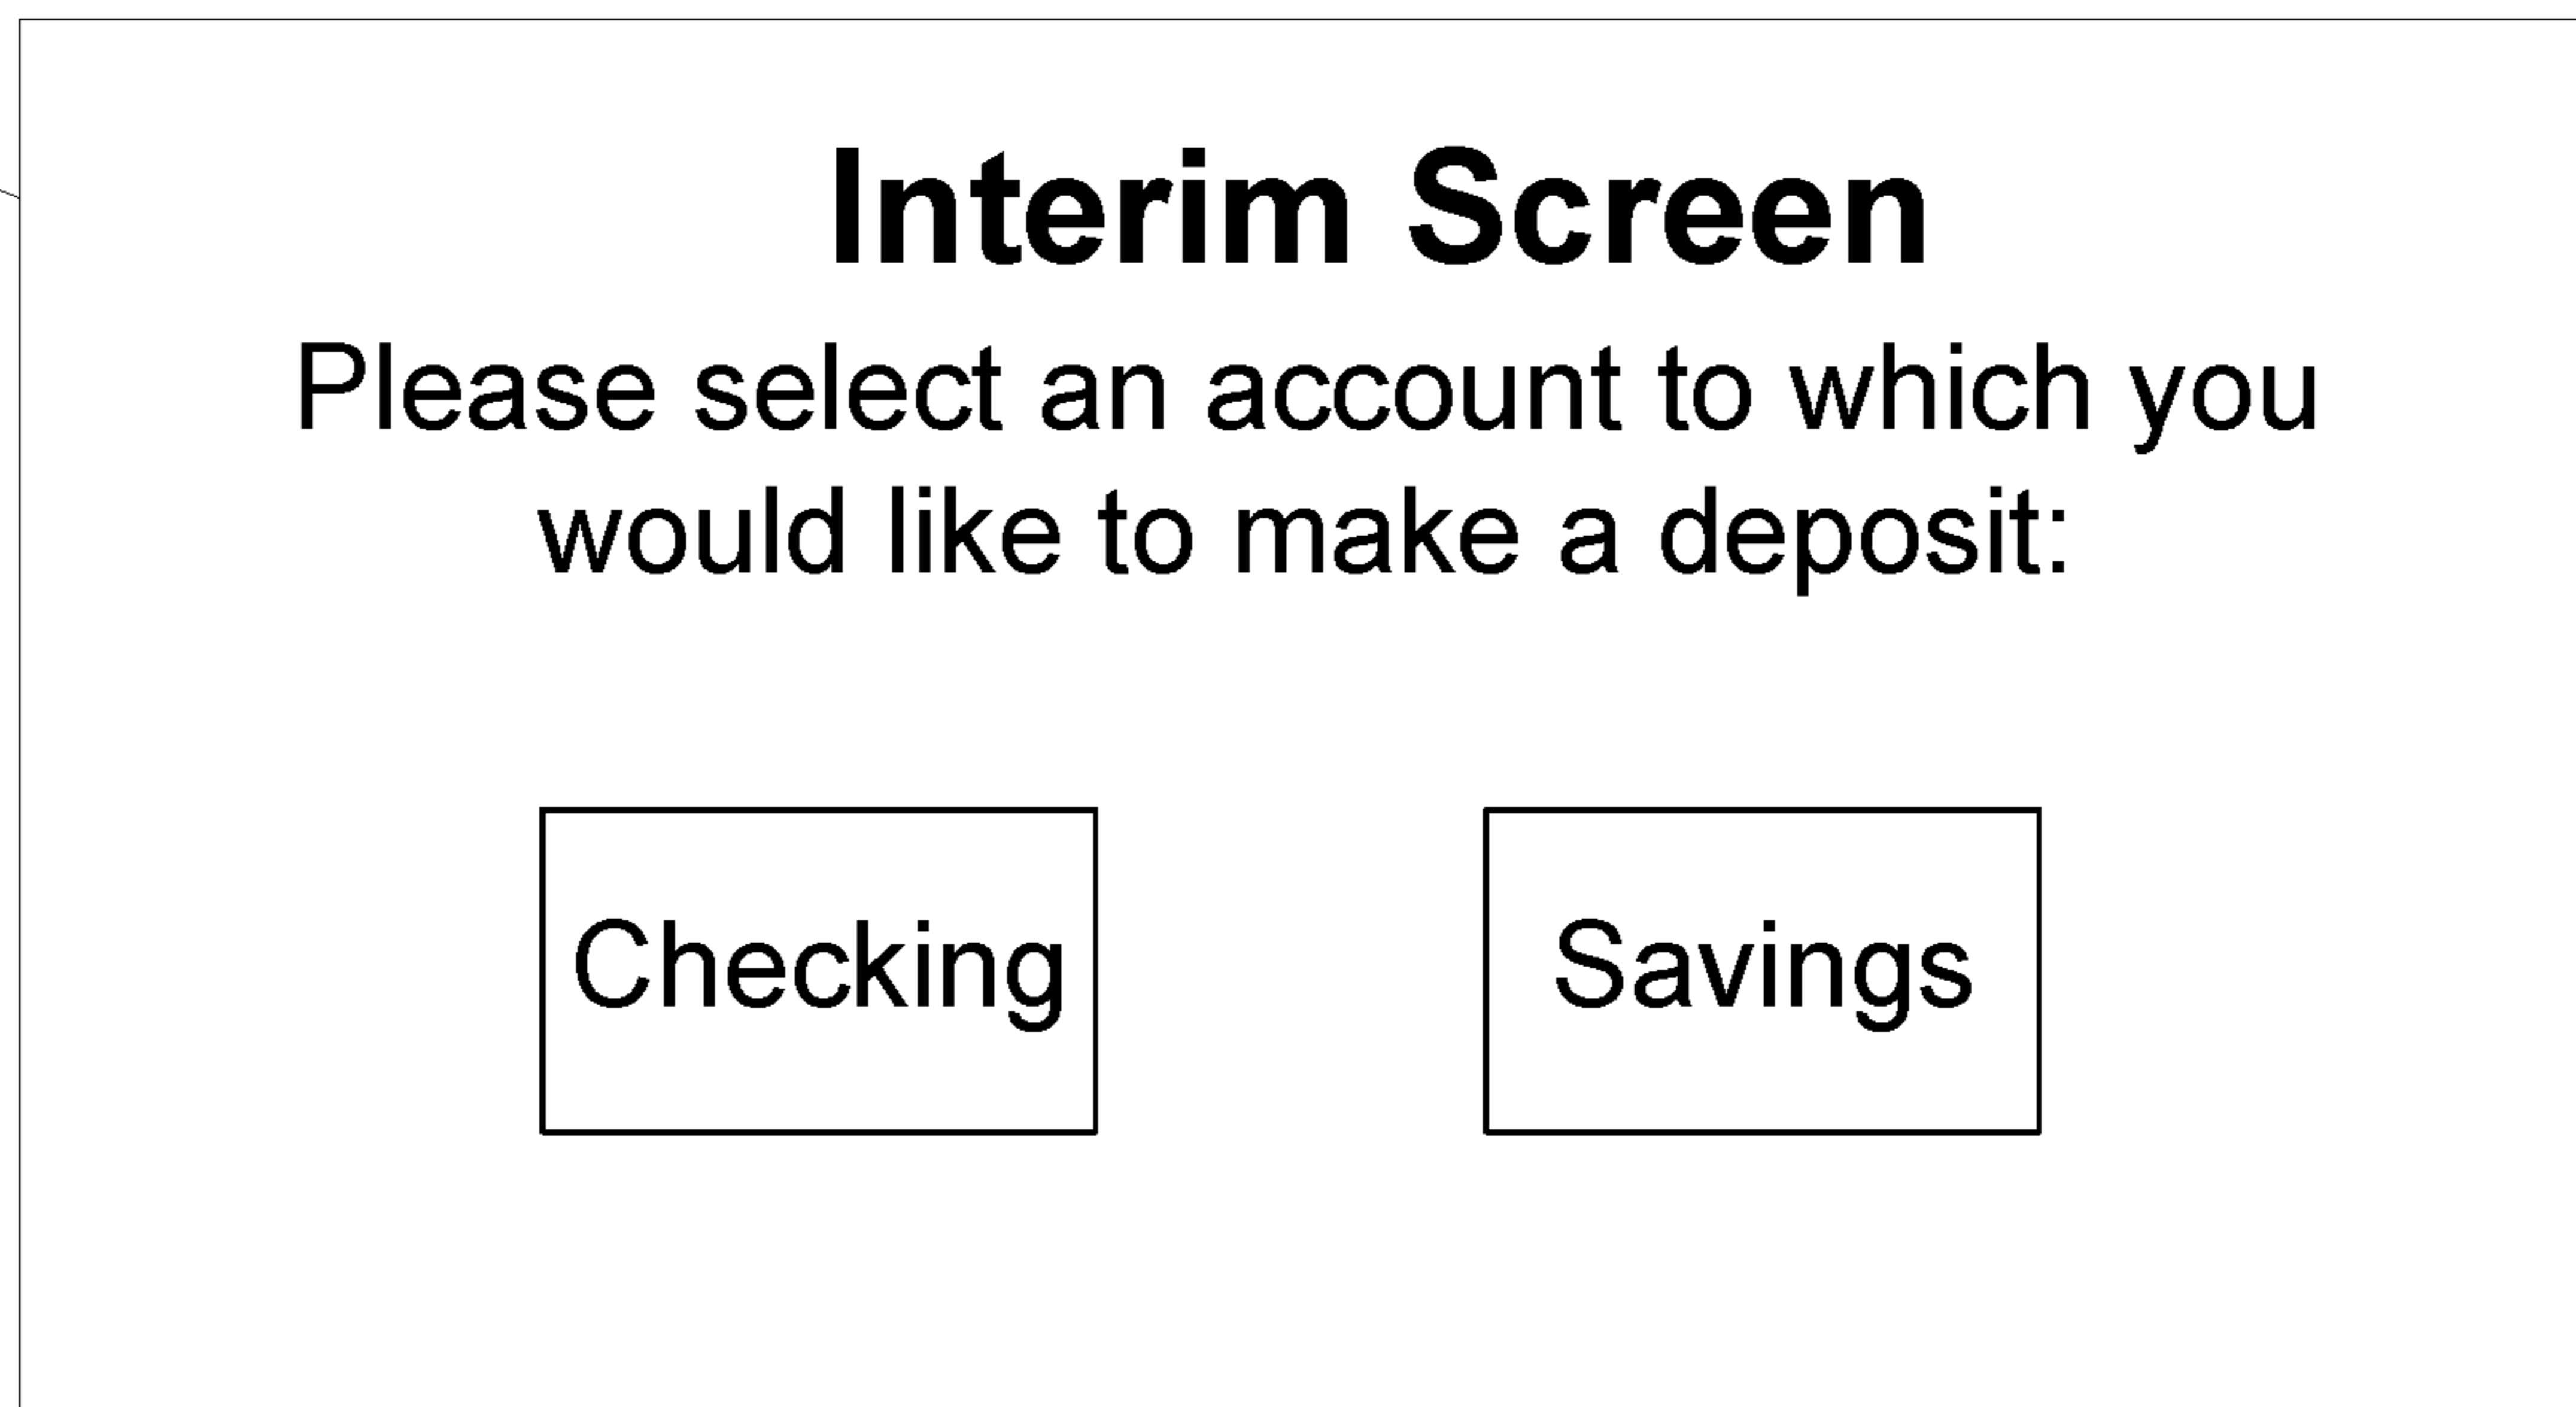 Interim Screen
Please select an account to which you
would like to make a deposit:
Checking
Savings